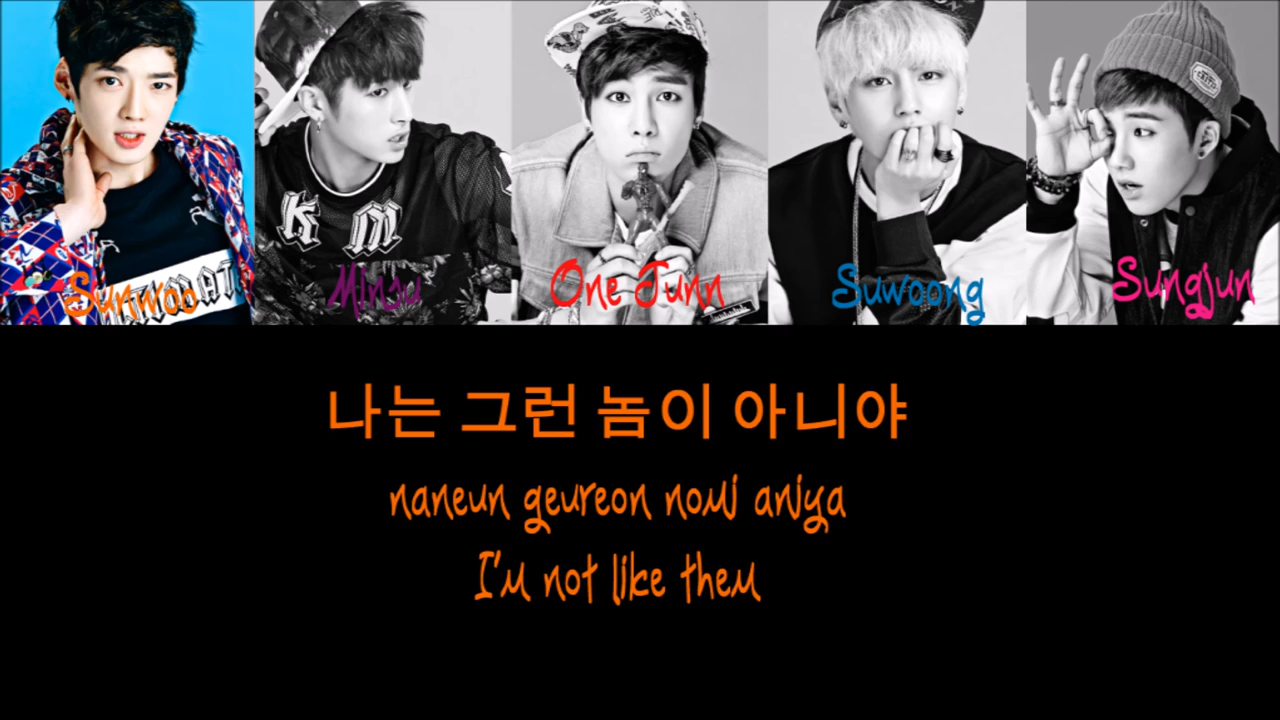 Sunwoo Minsu One Junn Suwoong Sungjun
K M
나는 그런 놈이 아니야
naneun geureon nomi aniya
I'm not like them